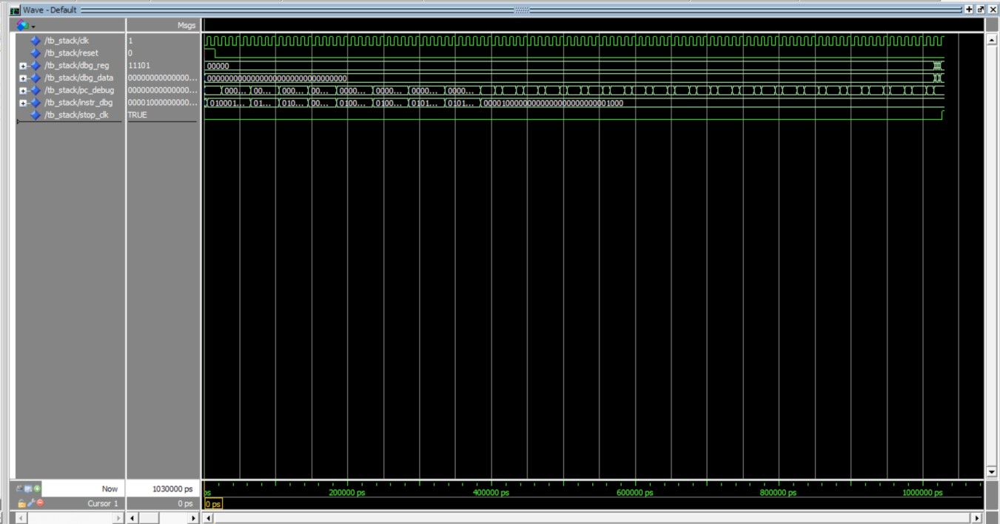 Wave - Default
Msgs
/tb_stack/clk 1
/tb_stack/reset 0
/tb_stack/dbg_reg 11101 00000
/tb_stack/dbg_data 00000000000000... 00000000000000000000000000000000
/tb_stack/pc_debug 00000000000000... 000... 00... 000... 00... 0000... 0000... 0000... 0000...
/tb_stack/instr_dbg 00001000000000... 010001... 01... 010... 00... 0100... 0100... 0101... 0101... 00001000000000000000000000001000
/tb_stack/stop_clk TRUE
Now 1030000 ps ps 200000 ps 400000 ps 600000 ps 800000 ps 1000000 ps
Cursor 1 0 ps 0 ps